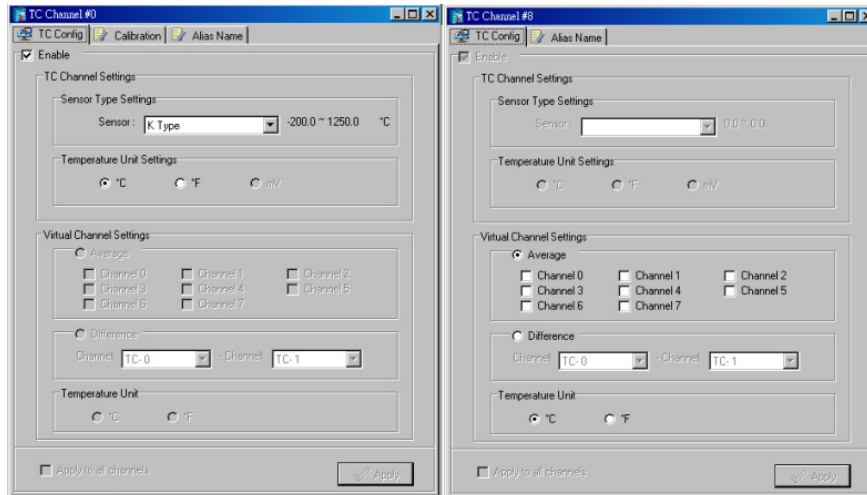 TC Channel #0
TC Config Calibration Alias Name
Enable
TC Channel Settings
Sensor Type Settings
Sensor : K Type -200.0 ~ 1250.0 °C
Temperature Unit Settings
°C °F mV
Virtual Channel Settings
Average
Channel 0 Channel 1 Channel 2
Channel 3 Channel 4 Channel 5
Channel 6 Channel 7
Difference
Channel TC- 0 - Channel TC- 1
Temperature Unit
°C °F
Apply to all channels Apply
TC Channel #8
TC Config Alias Name
Enable
TC Channel Settings
Sensor Type Settings
Sensor : 0.0 ~ 0.0
Temperature Unit Settings
°C °F mV
Virtual Channel Settings
Average
Channel 0 Channel 1 Channel 2
Channel 3 Channel 4 Channel 5
Channel 6 Channel 7
Difference
Channel TC- 0 - Channel TC- 1
Temperature Unit
°C °F
Apply to all channels Apply